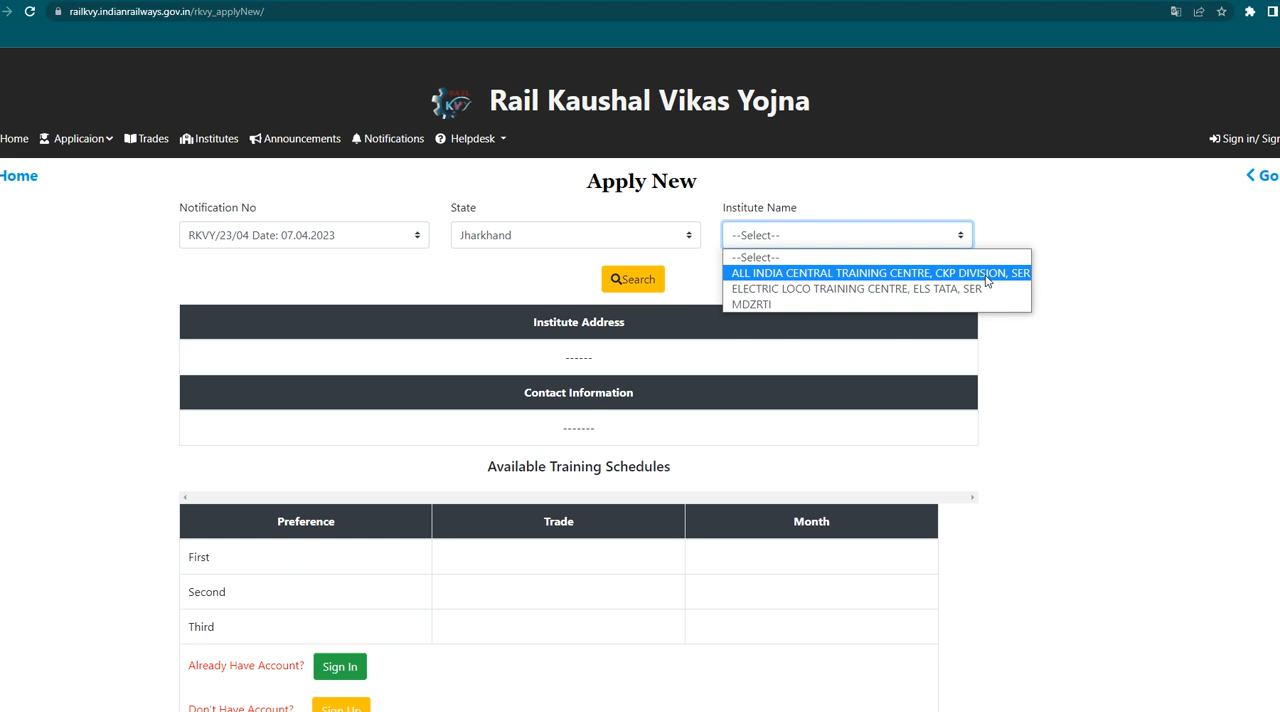 railkvy.indianrailways.gov.in/rkvy_applyNew/
Rail Kaushal Vikas Yojna
Home Applicaion Trades Institutes Announcements Notifications Helpdesk Sign in/ Sign
Home
Apply New
Go
Notification No State Institute Name
RKVY/23/04 Date: 07.04.2023 Jharkhand --Select--
--Select--
ALL INDIA CENTRAL TRAINING CENTRE, CKP DIVISION, SER
Search
ELECTRIC LOCO TRAINING CENTRE, ELS TATA, SER
MDZRTI
Institute Address
------
Contact Information
-------
Available Training Schedules
Preference Trade Month
First
Second
Third
Already Have Account? Sign In
Don't Have Account? Sign Up